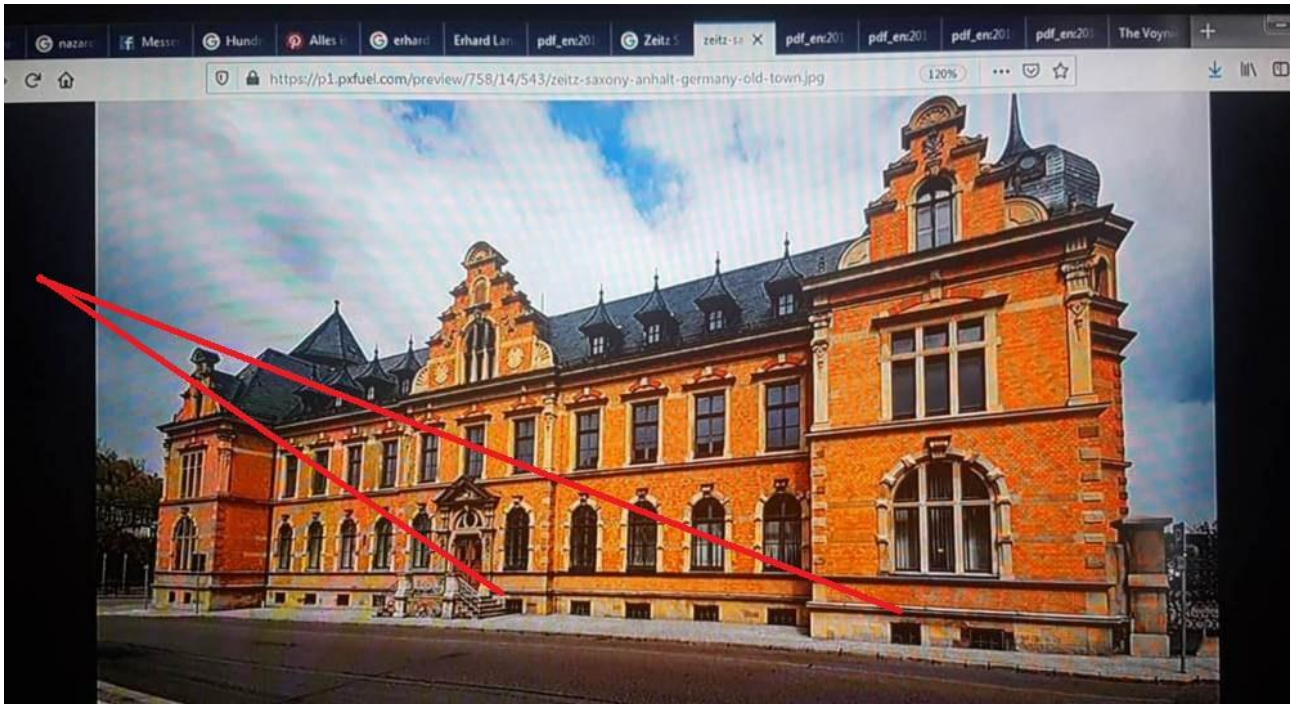 nazar Messe Hund Alles i erhard Erhard Lan pdf_en:201 Zeitz S zeitz-sa pdf_en:201 pdf_en:201 pdf_en:201 pdf_en:201 The Voyni
https://p1.pxfuel.com/preview/758/14/543/zeitz-saxony-anhalt-germany-old-town.jpg 120%